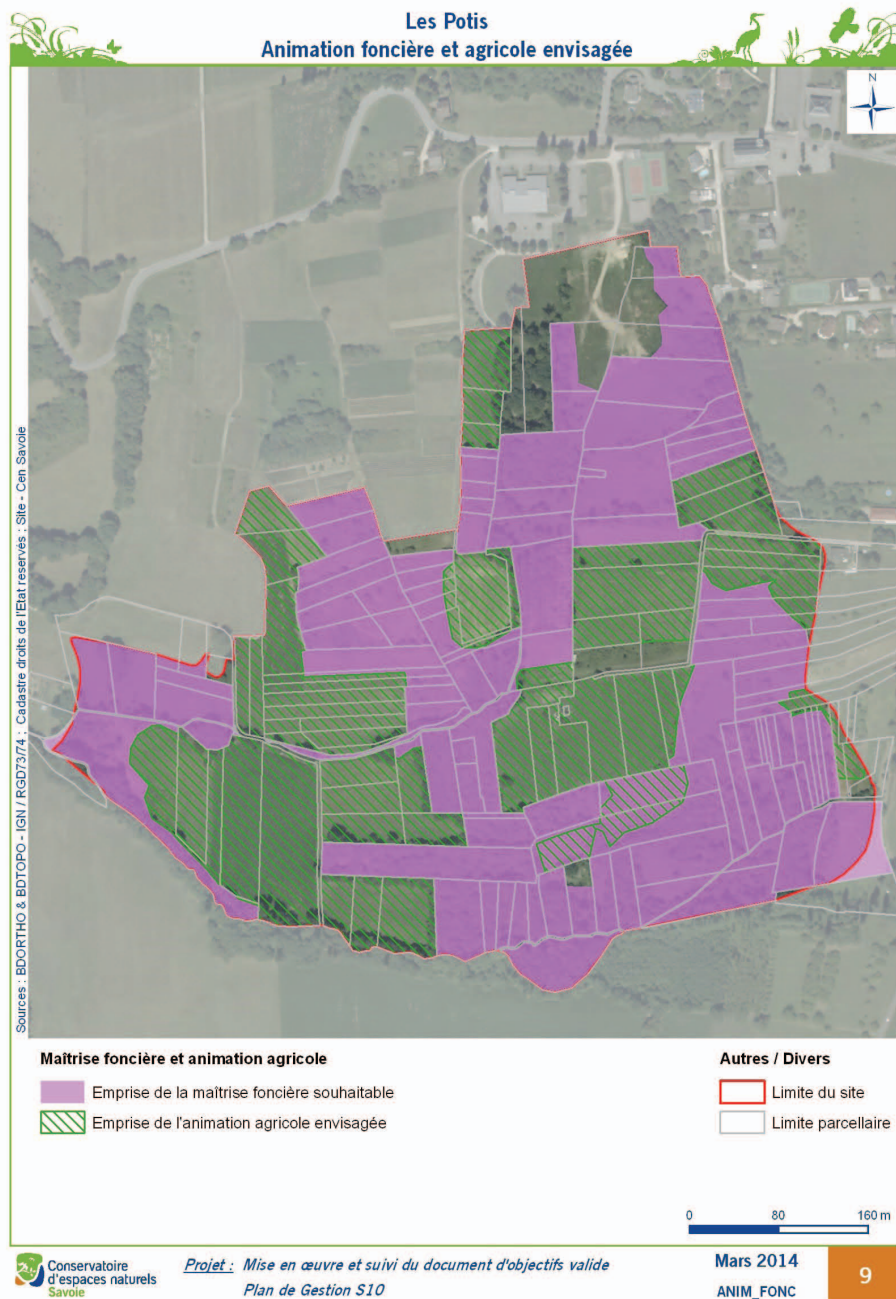 Les Potis
Animation foncière et agricole envisagée
N
Sources : BDORTHO & BDTOPO - IGN / RGD73/74 ; Cadastre droits de l'Etat reservés ; Site - Cen Savoie
Maîtrise foncière et animation agricole
Emprise de la maîtrise foncière souhaitable
Emprise de l'animation agricole envisagée
Autres / Divers
Limite du site
Limite parcellaire
0 80 160 m
Conservatoire
d'espaces naturels
Savoie
Projet : Mise en œuvre et suivi du document d'objectifs valide
Plan de Gestion S10
Mars 2014
ANIM_FONC
9